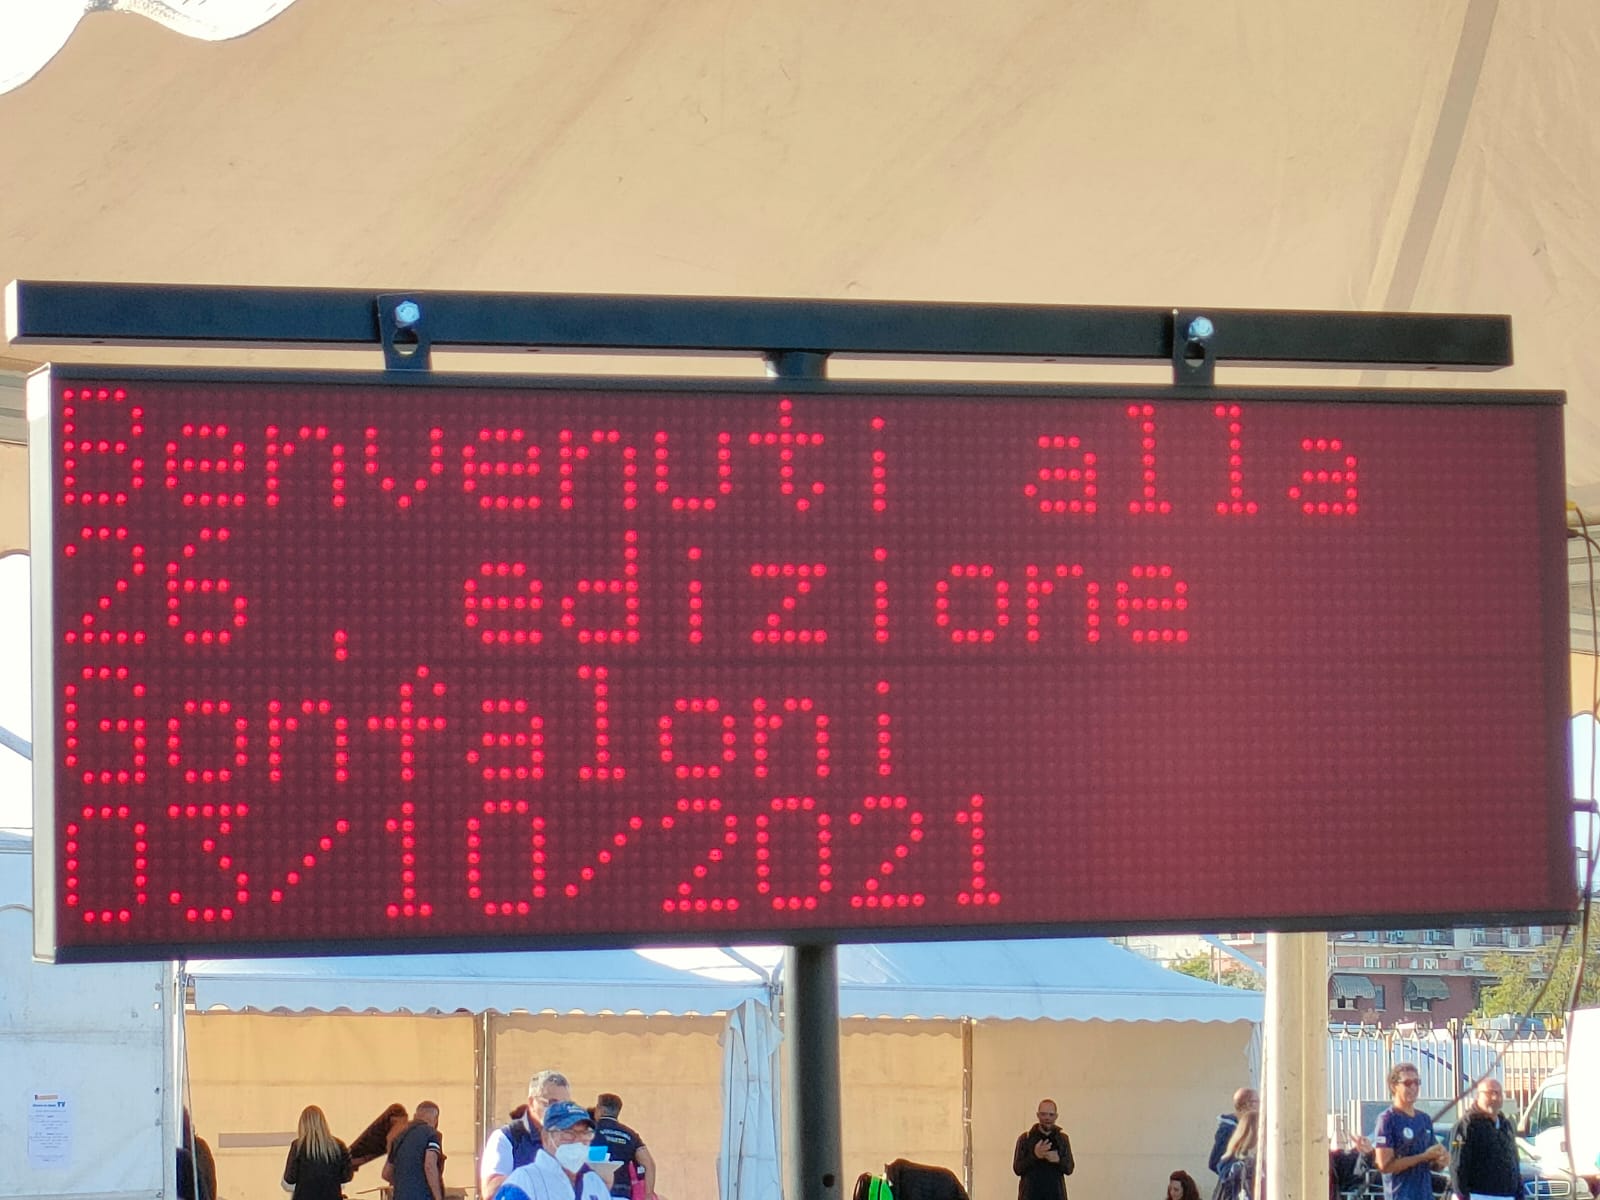 Benvenuti alla
26, edizione
Gonfaloni
03/10/2021